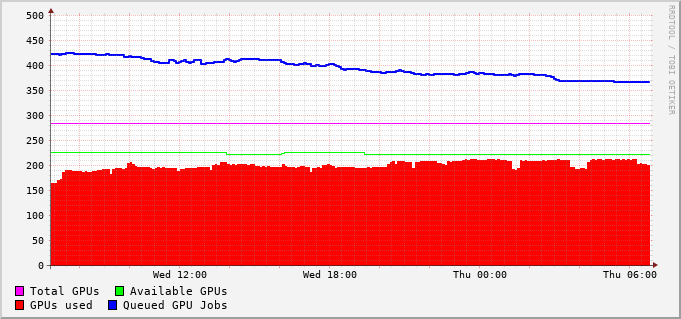 500
450
400
350
300
250
200
150
100
50
0
Wed 12:00 Wed 18:00 Thu 00:00 Thu 06:00
Total GPUs Available GPUs
GPUs used Queued GPU Jobs
RRDTOOL / TOBI OETIKER